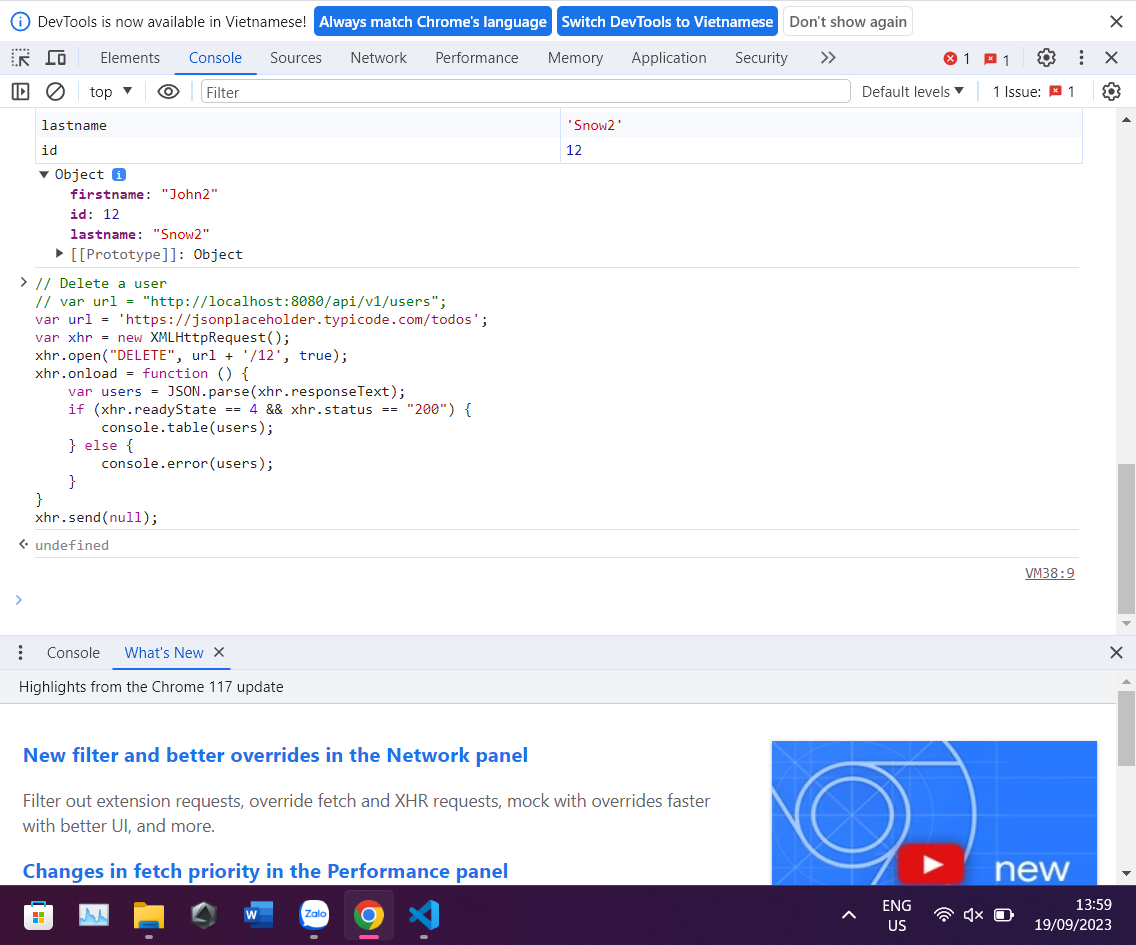 DevTools is now available in Vietnamese! Always match Chrome's language Switch DevTools to Vietnamese Don't show again
Elements Console Sources Network Performance Memory Application Security 1 1
top Filter Default levels 1 Issue: 1
lastname 'Snow2'
id 12
Object
firstname: "John2"
id: 12
lastname: "Snow2"
[[Prototype]]: Object
// Delete a user
// var url = "http://localhost:8080/api/v1/users";
var url = 'https://jsonplaceholder.typicode.com/todos';
var xhr = new XMLHttpRequest();
xhr.open("DELETE", url + '/12', true);
xhr.onload = function () {
    var users = JSON.parse(xhr.responseText);
    if (xhr.readyState == 4 && xhr.status == "200") {
        console.table(users);
    } else {
        console.error(users);
    }
}
xhr.send(null);
undefined
VM38:9
Console What's New
Highlights from the Chrome 117 update
New filter and better overrides in the Network panel
Filter out extension requests, override fetch and XHR requests, mock with overrides faster
with better UI, and more.
Changes in fetch priority in the Performance panel
new
Zalo
ENG
US
13:59
19/09/2023